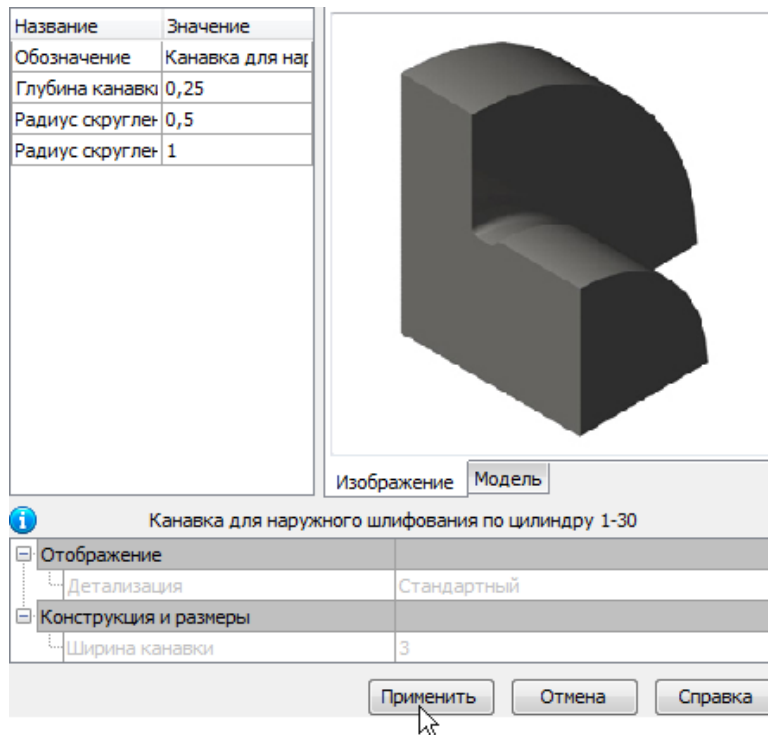 Название Значение
Обозначение Канавка для нар
Глубина канавки 0,25
Радиус скруглен 0,5
Радиус скруглен 1
Изображение Модель
Канавка для наружного шлифования по цилиндру 1-30
Отображение
Детализация Стандартный
Конструкция и размеры
Ширина канавки 3
Применить Отмена Справка